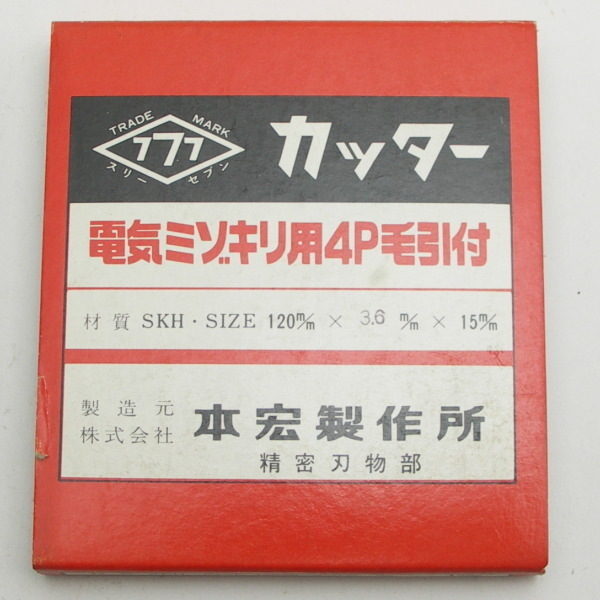 TRADE MARK
777
スリー セブン
カッター
電気ミゾキリ用4P毛引付
材質 SKH・SIZE 120m/m × 3.6 m/m × 15m/m
製造元
株式会社 本宏製作所
精密刃物部